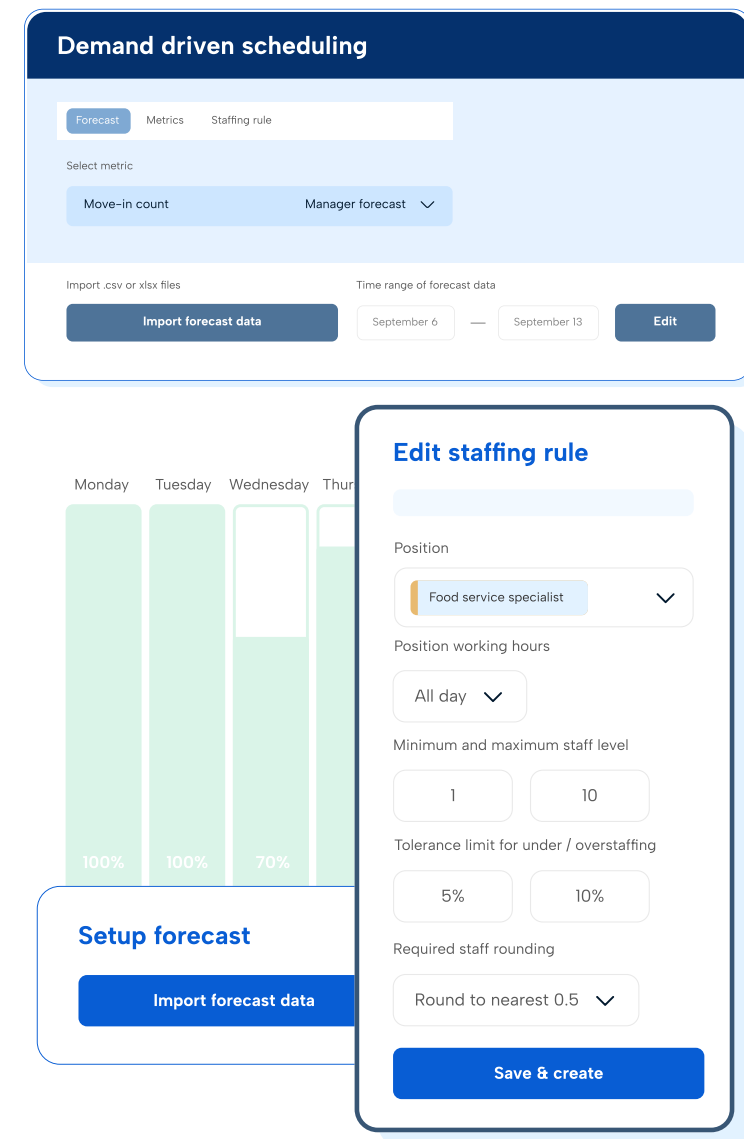 Demand driven scheduling
Forecast Metrics Staffing rule
Select metric
Move-in count Manager forecast
Import .csv or xlsx files Time range of forecast data
Import forecast data September 6 — September 13 Edit
Monday Tuesday Wednesday Thur
100% 100% 70%
Setup forecast
Import forecast data
Edit staffing rule
Position
Food service specialist
Position working hours
All day
Minimum and maximum staff level
1 10
Tolerance limit for under / overstaffing
5% 10%
Required staff rounding
Round to nearest 0.5
Save & create